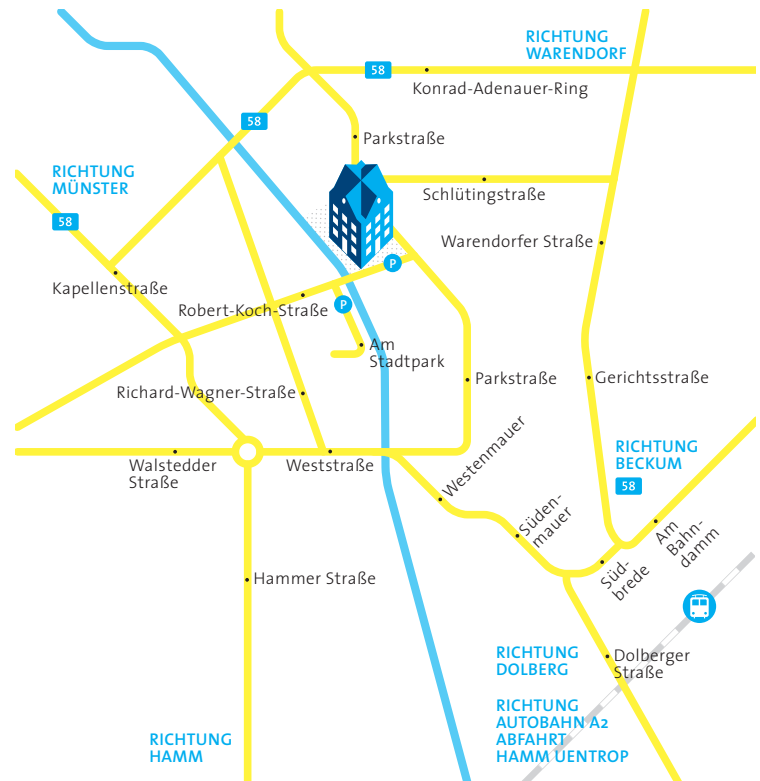 RICHTUNG
WARENDORF
58
Konrad-Adenauer-Ring
58
Parkstraße
RICHTUNG
MÜNSTER
Schlütingstraße
58
Warendorfer Straße
P
Kapellenstraße
Robert-Koch-Straße
P
Am
Stadtpark
Parkstraße
Gerichtsstraße
Richard-Wagner-Straße
Westenmauer
RICHTUNG
BECKUM
58
Walstedder
Straße
Weststraße
Süden-
mauer
Am
Bahn-
damm
Süd-
brede
Hammer Straße
RICHTUNG
DOLBERG
Dolberger
Straße
RICHTUNG
AUTOBAHN A2
ABFAHRT
HAMM UENTROP
RICHTUNG
HAMM